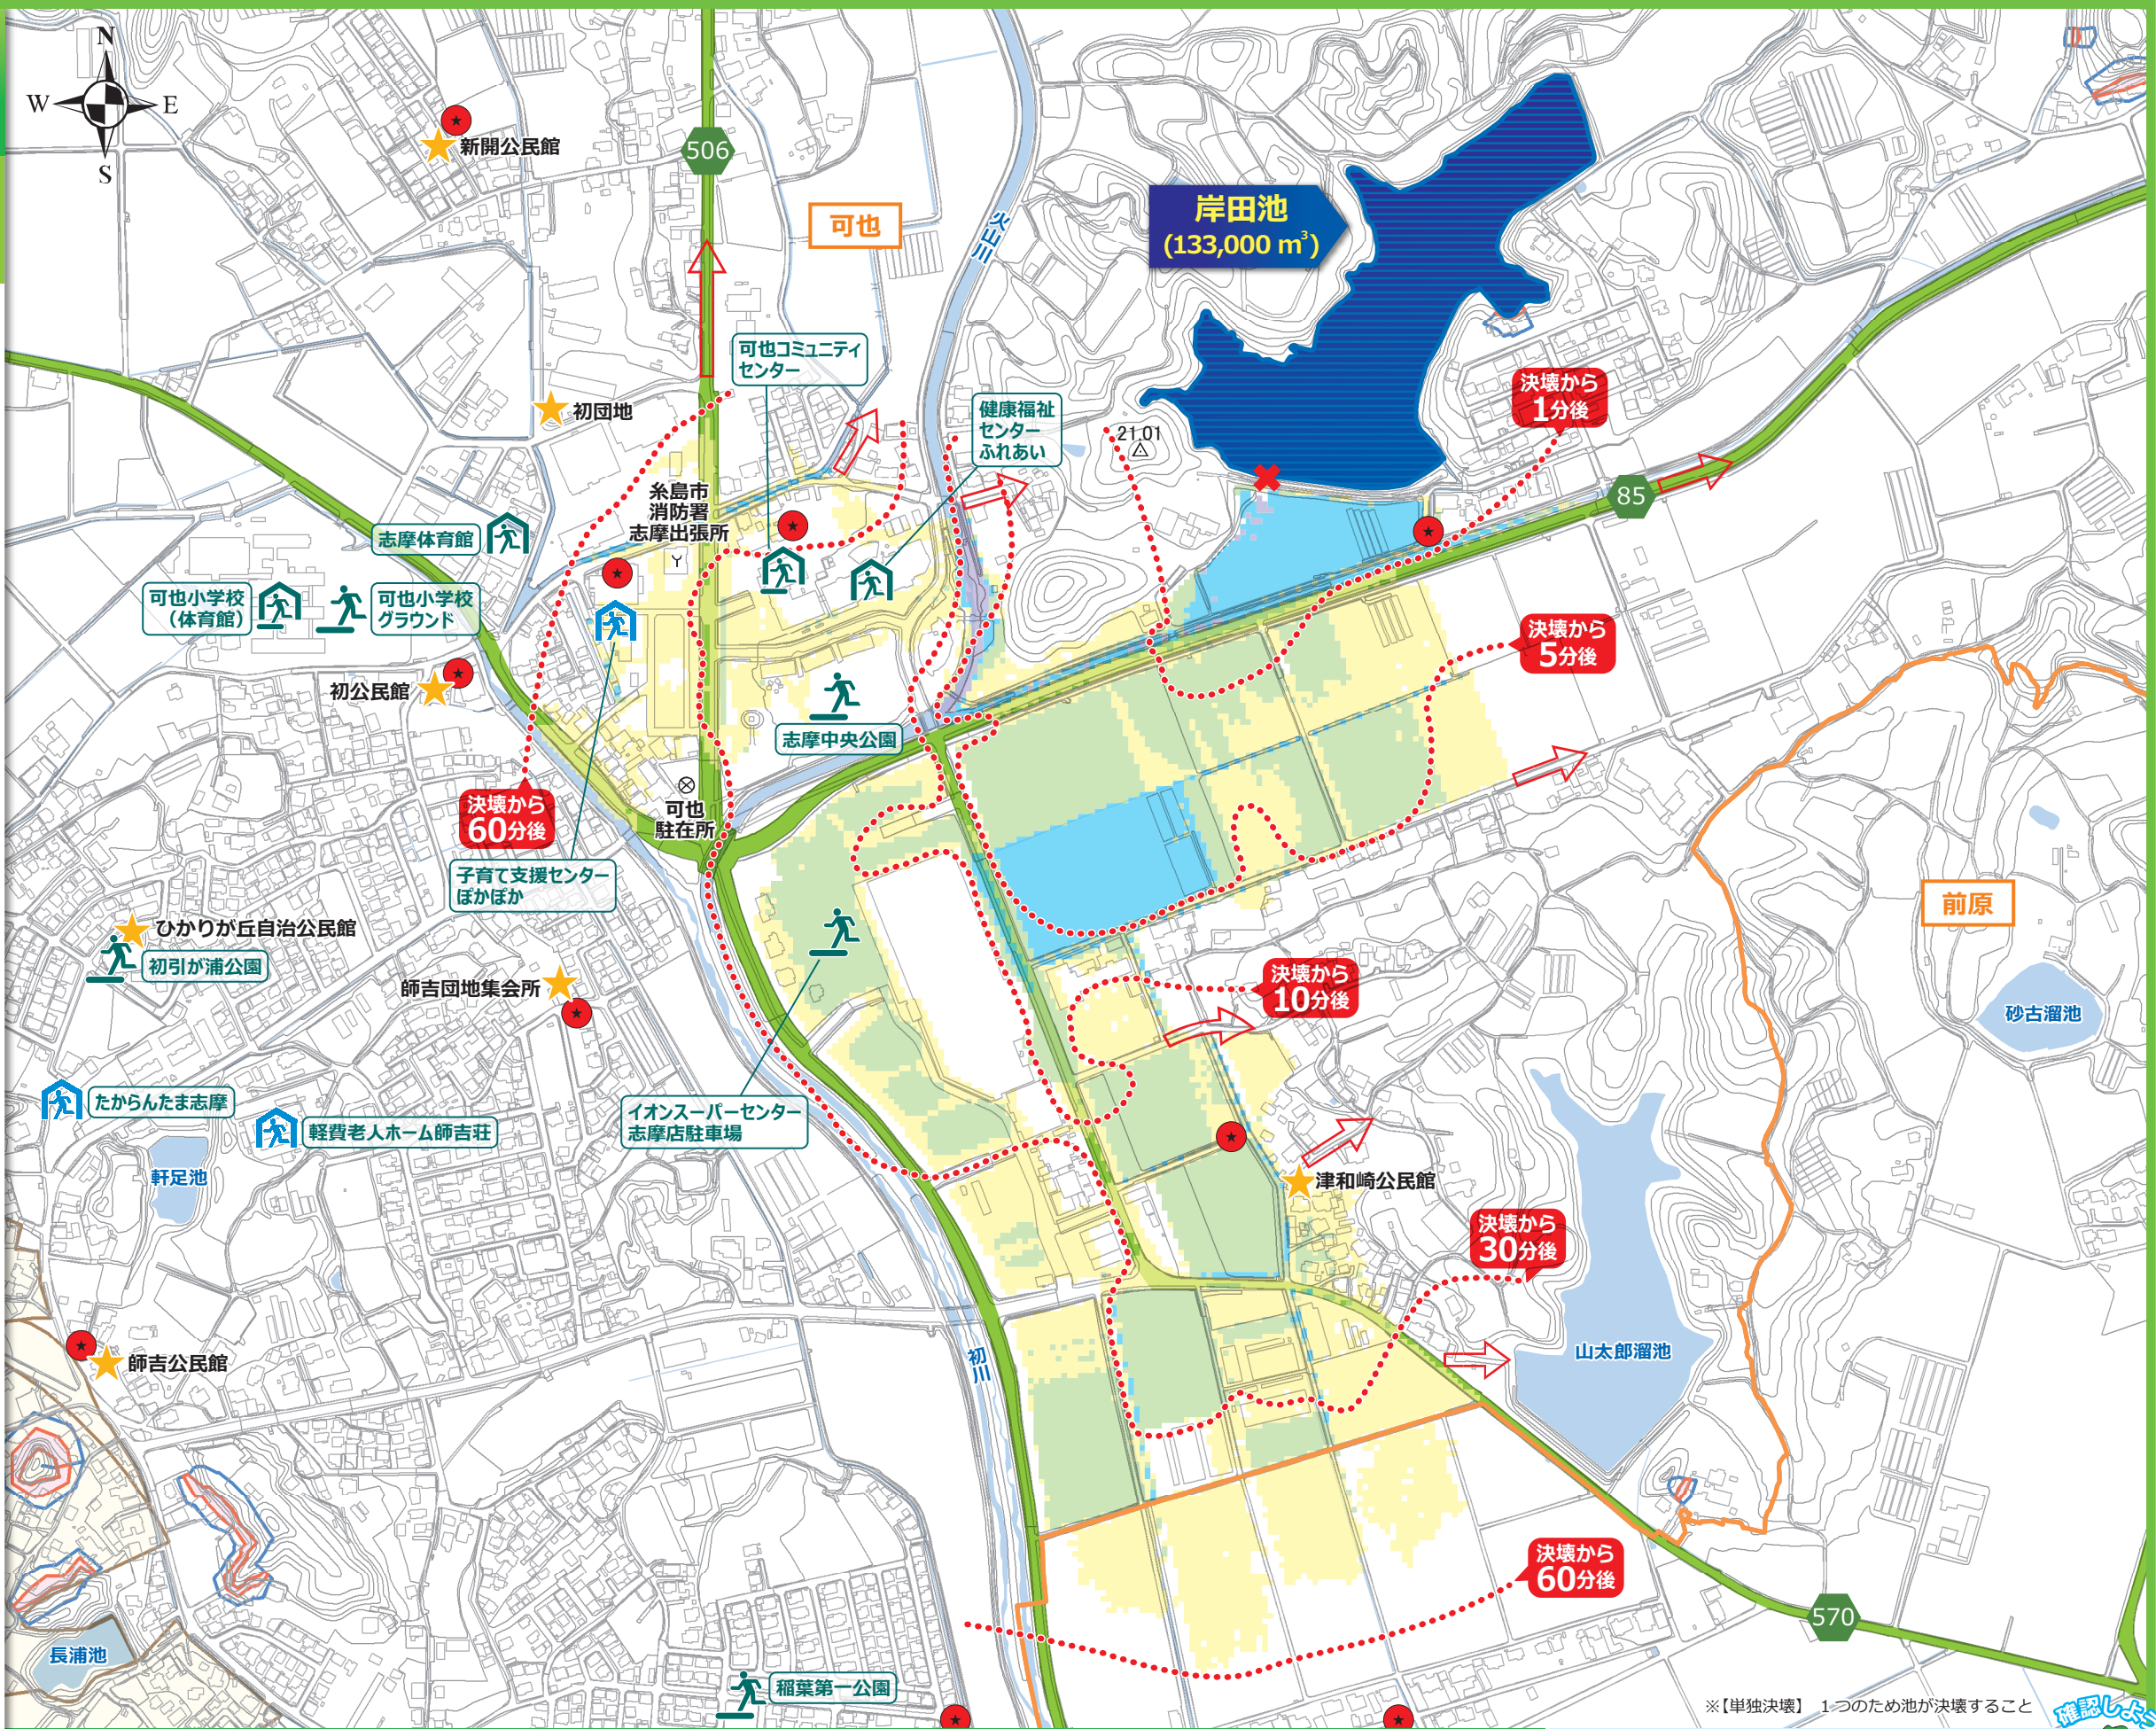 N
W
E
S
新開公民館
506
可也
火山川
岸田池
(133,000 m³)
可也コミュニティ
センター
健康福祉
センター
ふれあい
決壊から
1分後
初団地
21.01
85
糸島市
消防署
志摩出張所
志摩体育館
可也小学校
（体育館）
可也小学校
グラウンド
決壊から
5分後
初公民館
志摩中央公園
決壊から
60分後
可也
駐在所
子育て支援センター
ぽかぽか
前原
ひかりが丘自治公民館
初引が浦公園
師吉団地集会所
決壊から
10分後
砂古溜池
たからんたま志摩
軽費老人ホーム師吉荘
イオンスーパーセンター
志摩店駐車場
軒足池
津和崎公民館
決壊から
30分後
師吉公民館
初川
山太郎溜池
決壊から
60分後
570
長浦池
稲葉第一公園
※【単独決壊】　1つのため池が決壊すること
確認しよう